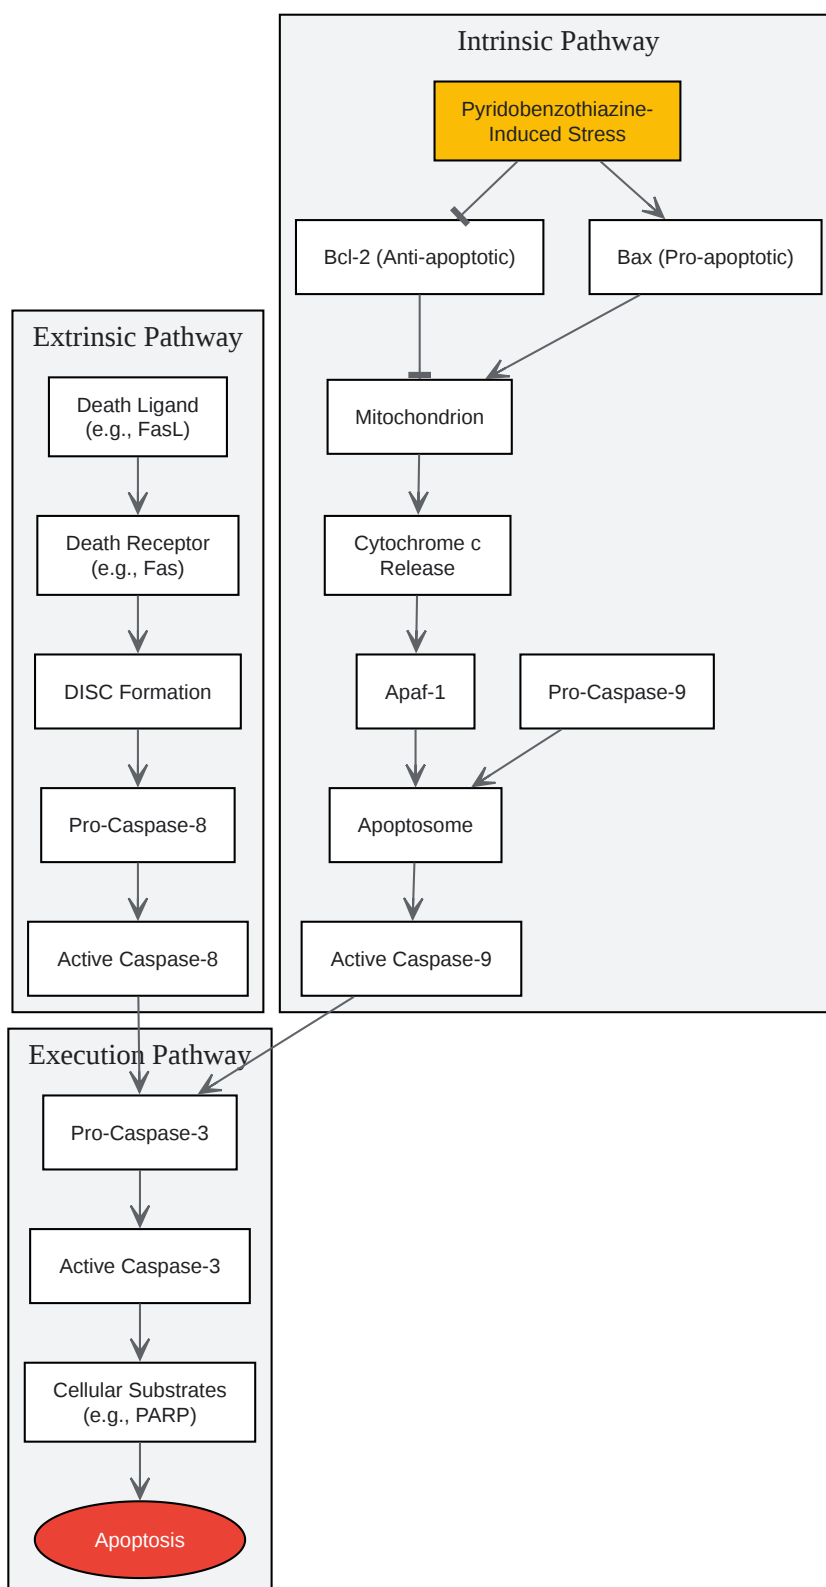 Intrinsic Pathway
Pyridobenzothiazine-
Induced Stress
Bcl-2 (Anti-apoptotic)
Bax (Pro-apoptotic)
Mitochondrion
Cytochrome c
Release
Apaf-1
Pro-Caspase-9
Apoptosome
Active Caspase-9
Extrinsic Pathway
Death Ligand
(e.g., FasL)
Death Receptor
(e.g., Fas)
DISC Formation
Pro-Caspase-8
Active Caspase-8
Execution Pathway
Pro-Caspase-3
Active Caspase-3
Cellular Substrates
(e.g., PARP)
Apoptosis